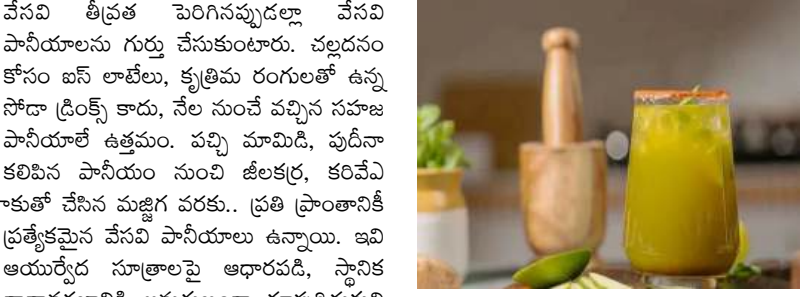 వేసవి తీవ్రత పెరిగినప్పుడల్లా వేసవి
పానీయాలను గుర్తు చేసుకుంటారు. చల్లదనం
కోసం ఐస్ లాటేలు, కృత్రిమ రంగులతో ఉన్న
సోడా డ్రింక్స్ కాదు, నేల నుంచే వచ్చిన సహజ
పానీయాలే ఉత్తమం. పచ్చి మామిడి, పుదీనా
కలిపిన పానీయం నుంచి జీలకర్ర, కరివేఎ
ాకుతో చేసిన మజ్జిగ వరకు.. ప్రతి ప్రాంతానికీ
ప్రత్యేకమైన వేసవి పానీయాలు ఉన్నాయి. ఇవి
ఆయుర్వేద సూత్రాలపై ఆధారపడి, స్థానిక